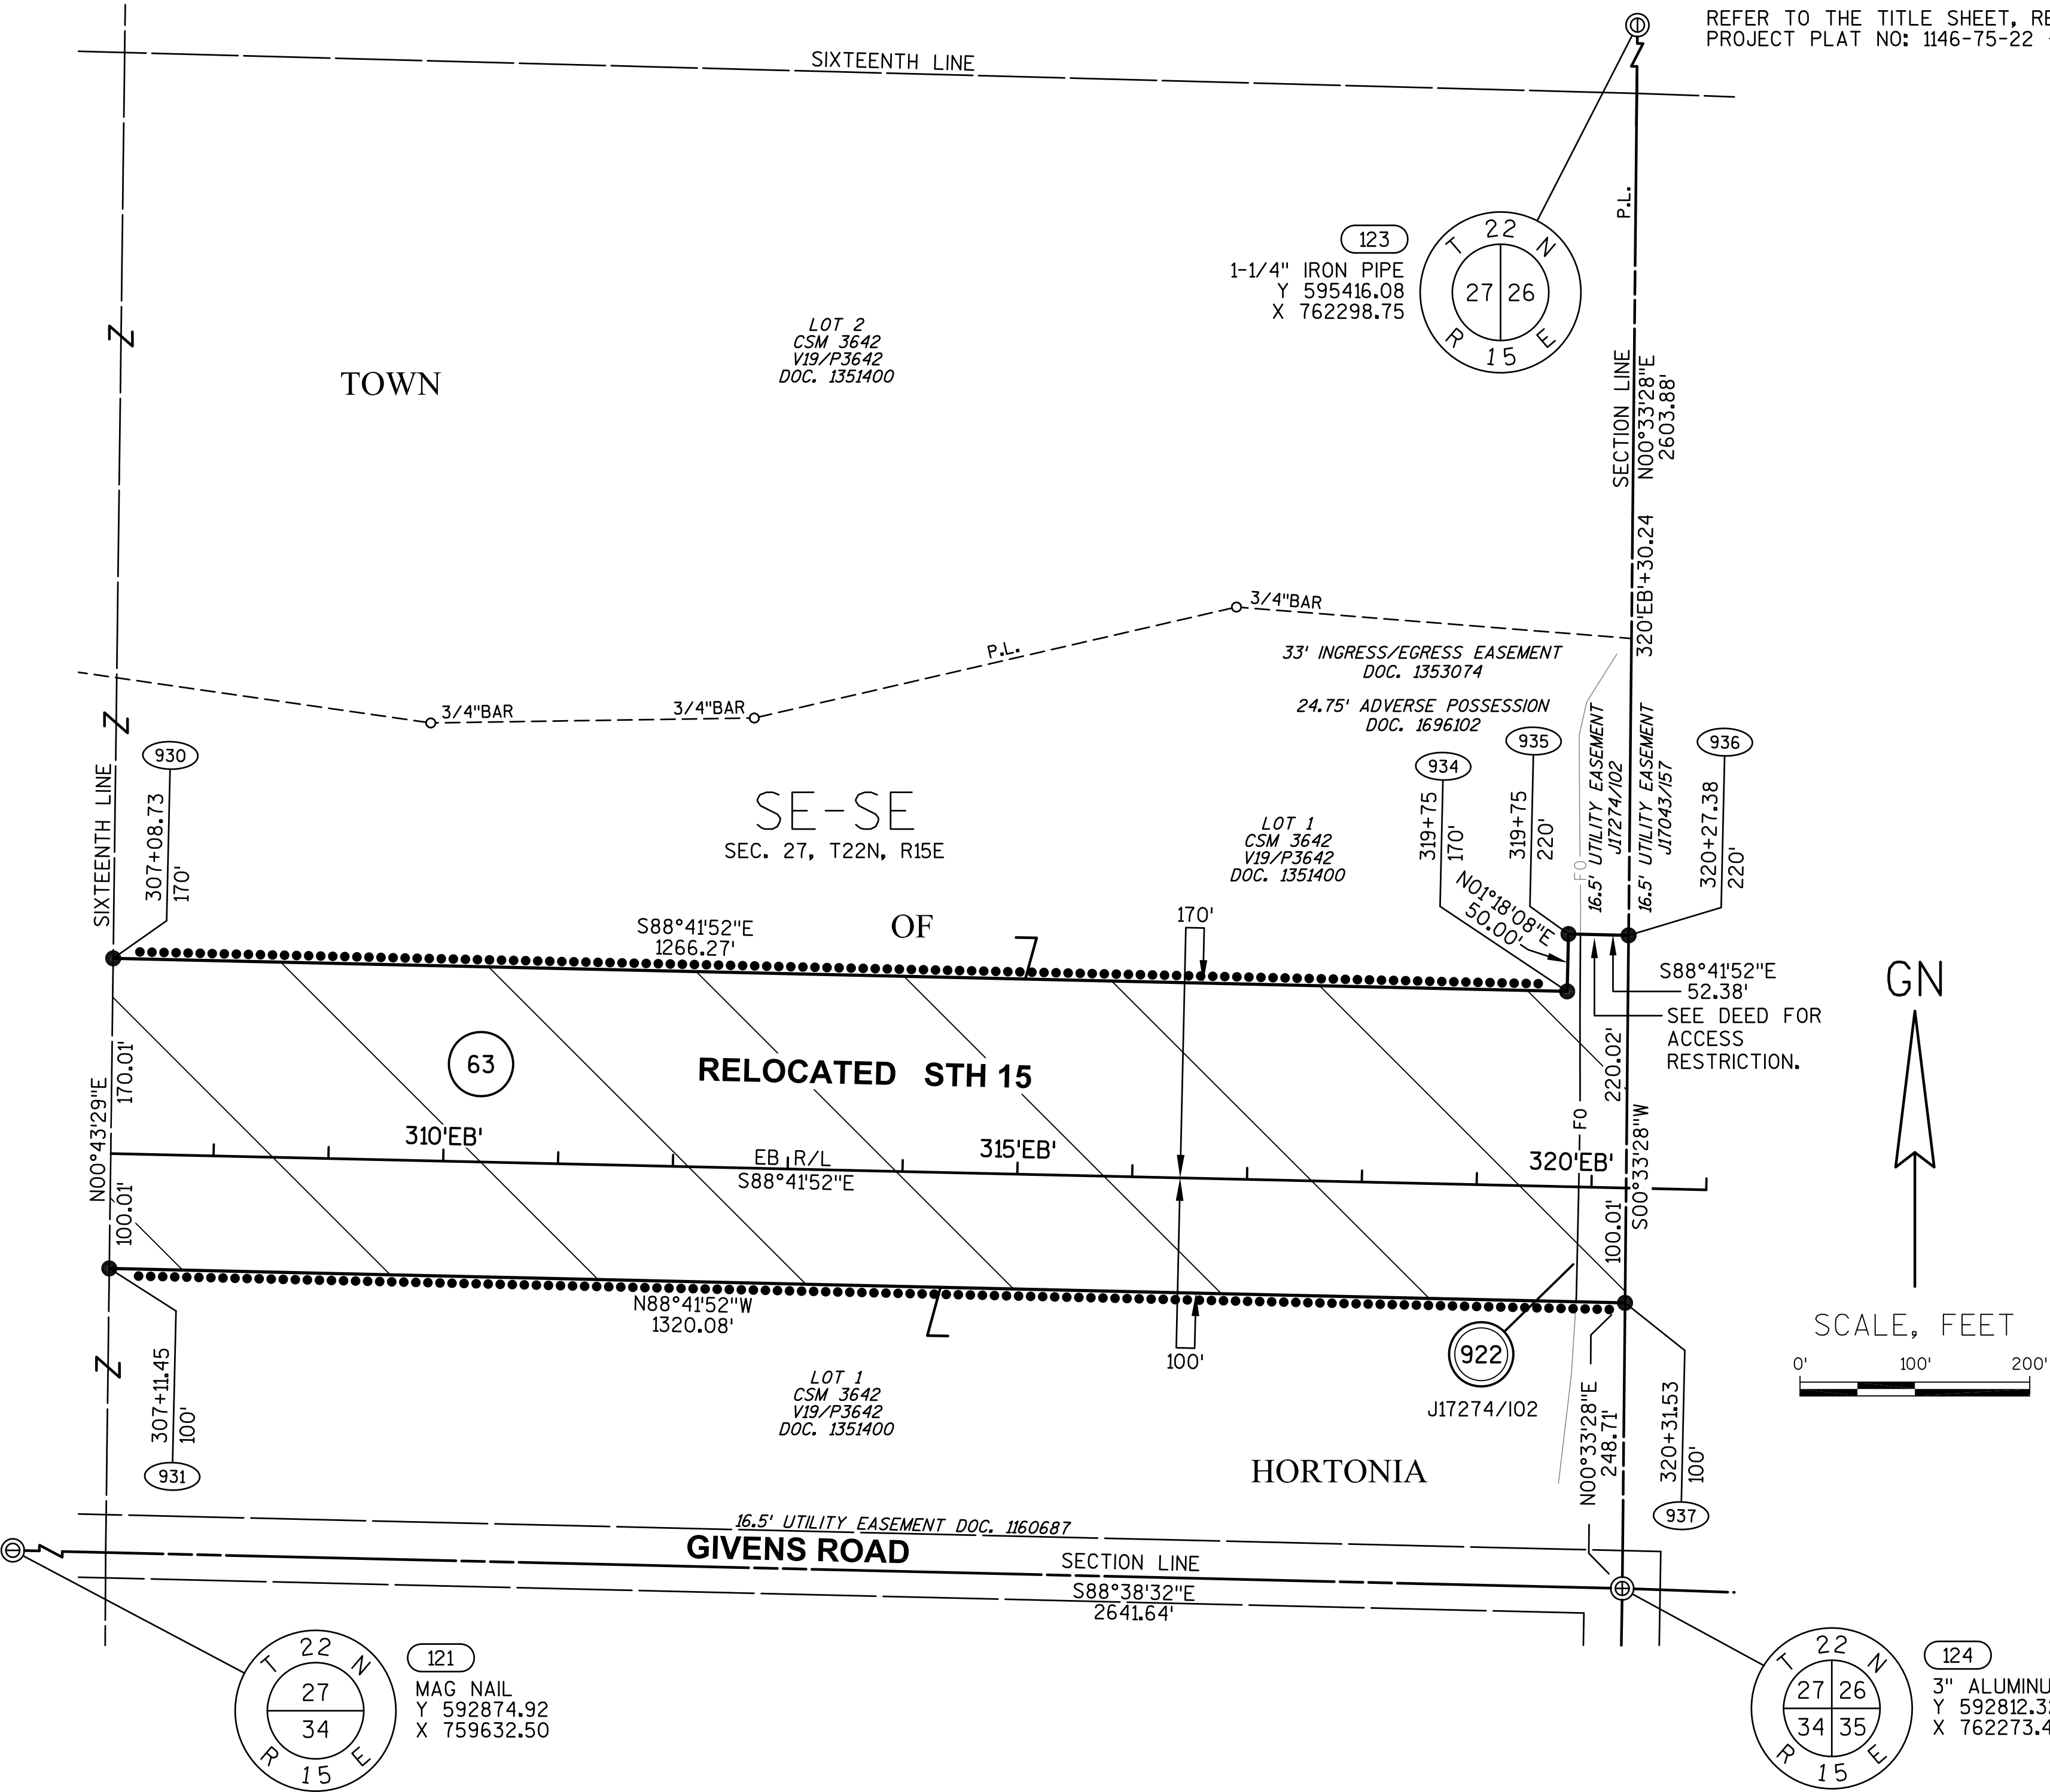 REFER TO THE TITLE SHEET, RE
PROJECT PLAT NO: 1146-75-22
SIXTEENTH LINE
P.L.
123
1-1/4" IRON PIPE
Y 595416.08
X 762298.75
T 22 N
27 26
R 15 E
LOT 2
CSM 3642
V19/P3642
DOC. 1351400
TOWN
SECTION LINE
N00°33'28"E
2603.88'
320'EB'+30.24
3/4"BAR
P.L.
33' INGRESS/EGRESS EASEMENT
DOC. 1353074
3/4"BAR
3/4"BAR
24.75' ADVERSE POSSESSION
DOC. 1696102
16.5' UTILITY EASEMENT
J17274/I02
16.5' UTILITY EASEMENT
J17043/I57
930
307+08.73
170'
SIXTEENTH LINE
934
319+75
170'
935
319+75
220'
936
320+27.38
220'
SE-SE
SEC. 27, T22N, R15E
LOT 1
CSM 3642
V19/P3642
DOC. 1351400
FO
N01°18'08"E
50.00'
S88°41'52"E
1266.27'
OF
170'
S88°41'52"E
52.38'
SEE DEED FOR
ACCESS
RESTRICTION.
GN
63
RELOCATED STH 15
170.01'
N00°43'29"E
100.01'
220.02'
S00°33'28"W
100.01'
FO
310'EB'
315'EB'
320'EB'
EB R/L
S88°41'52"E
N88°41'52"W
1320.08'
100'
SCALE, FEET
0' 100' 200'
922
J17274/I02
307+11.45
100'
931
LOT 1
CSM 3642
V19/P3642
DOC. 1351400
N00°33'28"E
248.71'
320+31.53
100'
937
HORTONIA
16.5' UTILITY EASEMENT DOC. 1160687
GIVENS ROAD
SECTION LINE
S88°38'32"E
2641.64'
T 22 N
27
34
R 15 E
121
MAG NAIL
Y 592874.92
X 759632.50
T 22 N
27 26
34 35
R 15 E
124
3" ALUMINU
Y 592812.32
X 762273.4